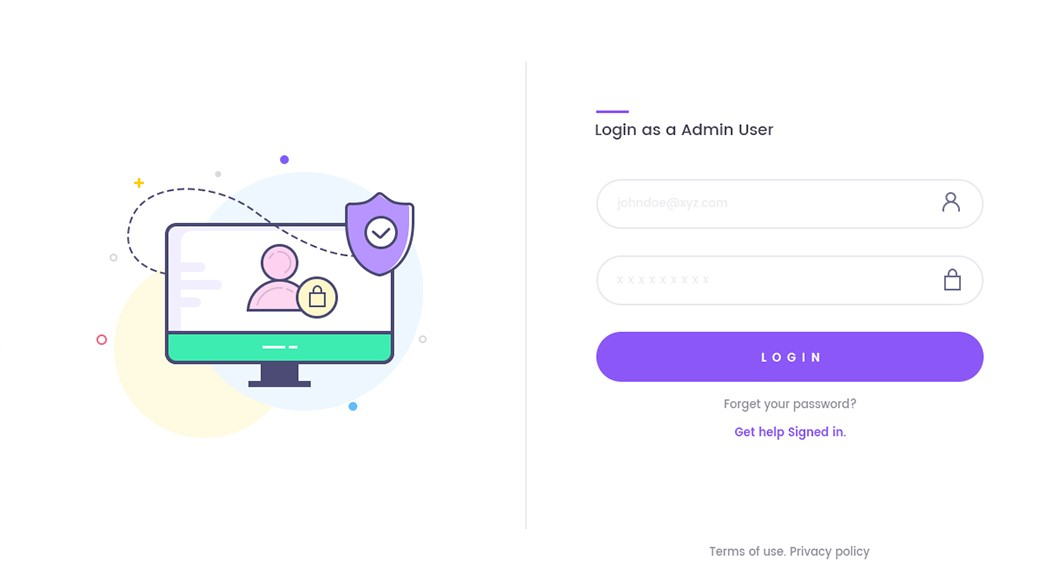 Login as a Admin User
johndoe@xyz.com
x x x x x x x x x
LOGIN
Forget your password?
Get help Signed in.
Terms of use. Privacy policy